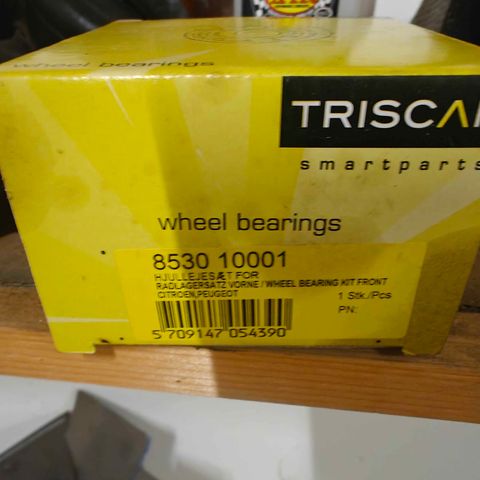 wheel bearings
TRISCA
smartparts
wheel bearings
8530 10001
HJULLEJESÆT FOR
RADLAGERSATZ VORNE / WHEEL BEARING KIT FRONT
CITROEN,PEUGEOT
1 Stk./Pcs
PN:
5 709147 054390